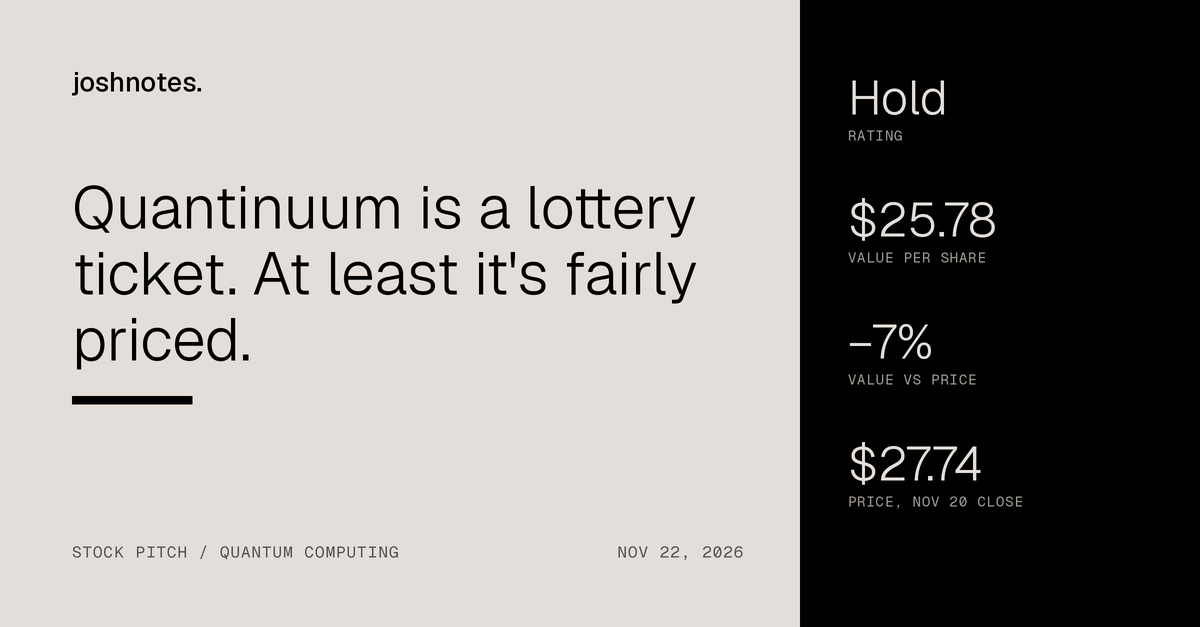 joshnotes.
Quantinuum is a lottery
ticket. At least it's fairly
priced.
STOCK PITCH / QUANTUM COMPUTING
NOV 22, 2026
Hold
RATING
$25.78
VALUE PER SHARE
–7%
VALUE VS PRICE
$27.74
PRICE, NOV 20 CLOSE